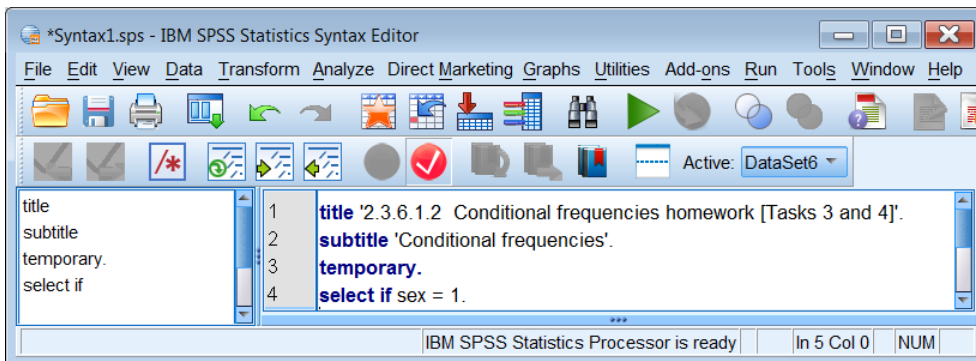 *Syntax1.sps - IBM SPSS Statistics Syntax Editor
File Edit View Data Transform Analyze Direct Marketing Graphs Utilities Add-ons Run Tools Window Help
/*
Active: DataSet6
title
subtitle
temporary.
select if
1 title '2.3.6.1.2 Conditional frequencies homework [Tasks 3 and 4]'.
2 subtitle 'Conditional frequencies'.
3 temporary.
4 select if sex = 1.
IBM SPSS Statistics Processor is ready In 5 Col 0 NUM